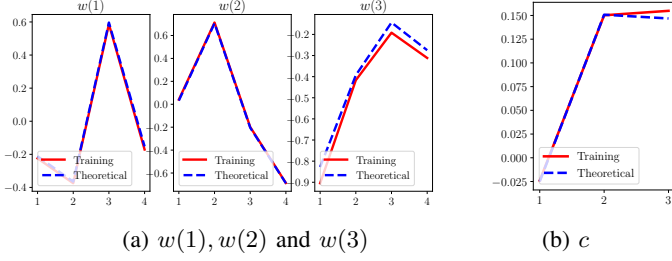 w(1) w(2) w(3) c
0.6
0.4
0.2
0.0
−0.2
−0.4
1 2 3 4
Training
Theoretical
0.6
0.4
0.2
0.0
0.2
0.4
0.6
1 2 3 4
Training
Theoretical
0.2
0.3
0.4
0.5
0.6
0.7
0.8
0.9
1 2 3 4
Training
Theoretical
0.150
0.125
0.100
0.075
0.050
0.025
0.000
−0.025
1 2 3
Training
Theoretical
(a) w(1), w(2) and w(3)
(b) c